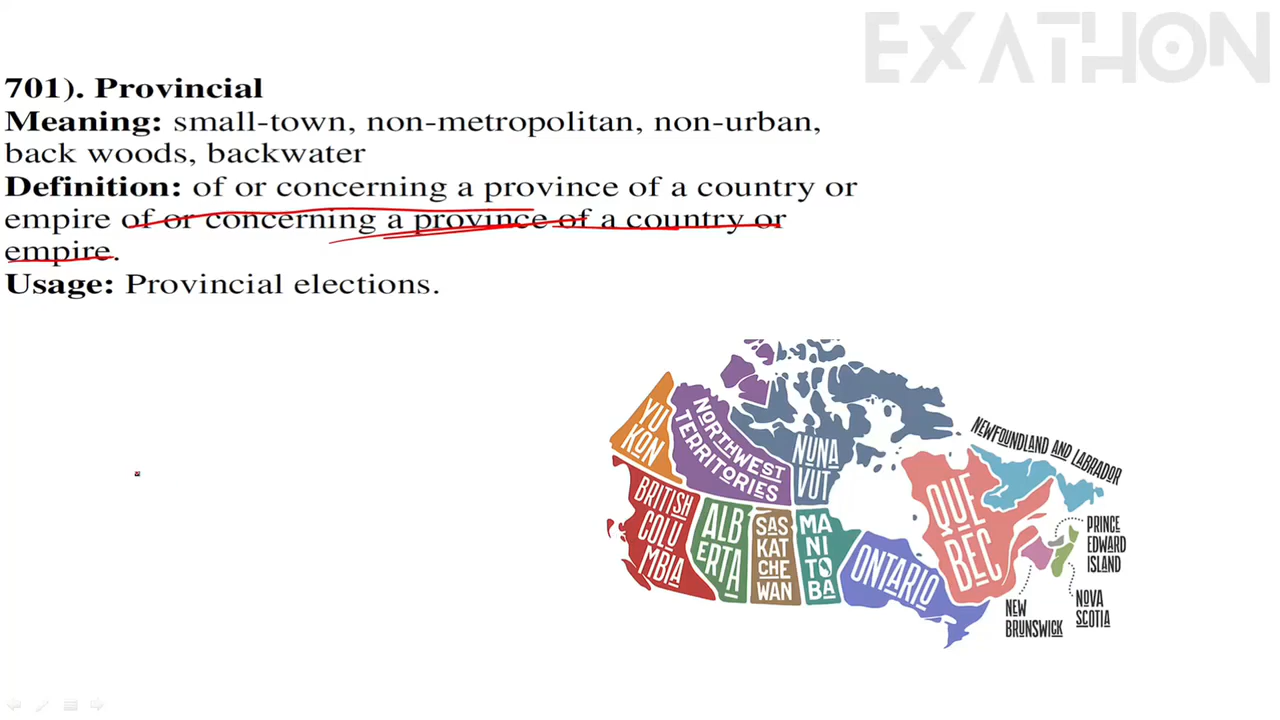 EXATHON
701). Provincial
Meaning: small-town, non-metropolitan, non-urban,
back woods, backwater
Definition: of or concerning a province of a country or
empire of or concerning a province of a country or
empire.
Usage: Provincial elections.
YU
KON
NORTHWEST
TERRITORIES
NUNA
VUT
NEWFOUNDLAND AND LABRADOR
BRITISH
COLU
MBIA
ALB
ERTA
SAS
KAT
CHE
WAN
MA
NI
TO
BA
ONTARIO
QUE
BEC
PRINCE
EDWARD
ISLAND
NEW
BRUNSWICK
NOVA
SCOTIA